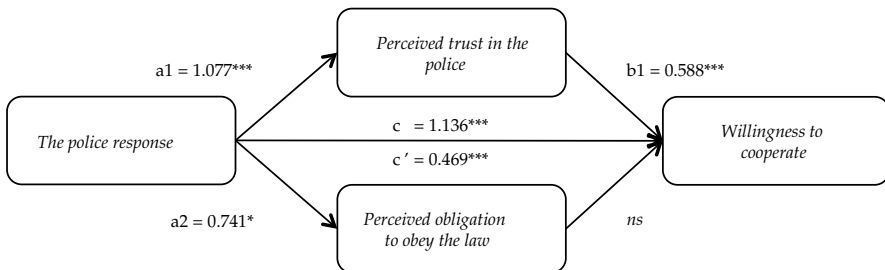 Perceived trust in the
police
a1 = 1.077***
b1 = 0.588***
The police response
c = 1.136***
c′ = 0.469***
Willingness to
cooperate
a2 = 0.741*
Perceived obligation
to obey the law
ns